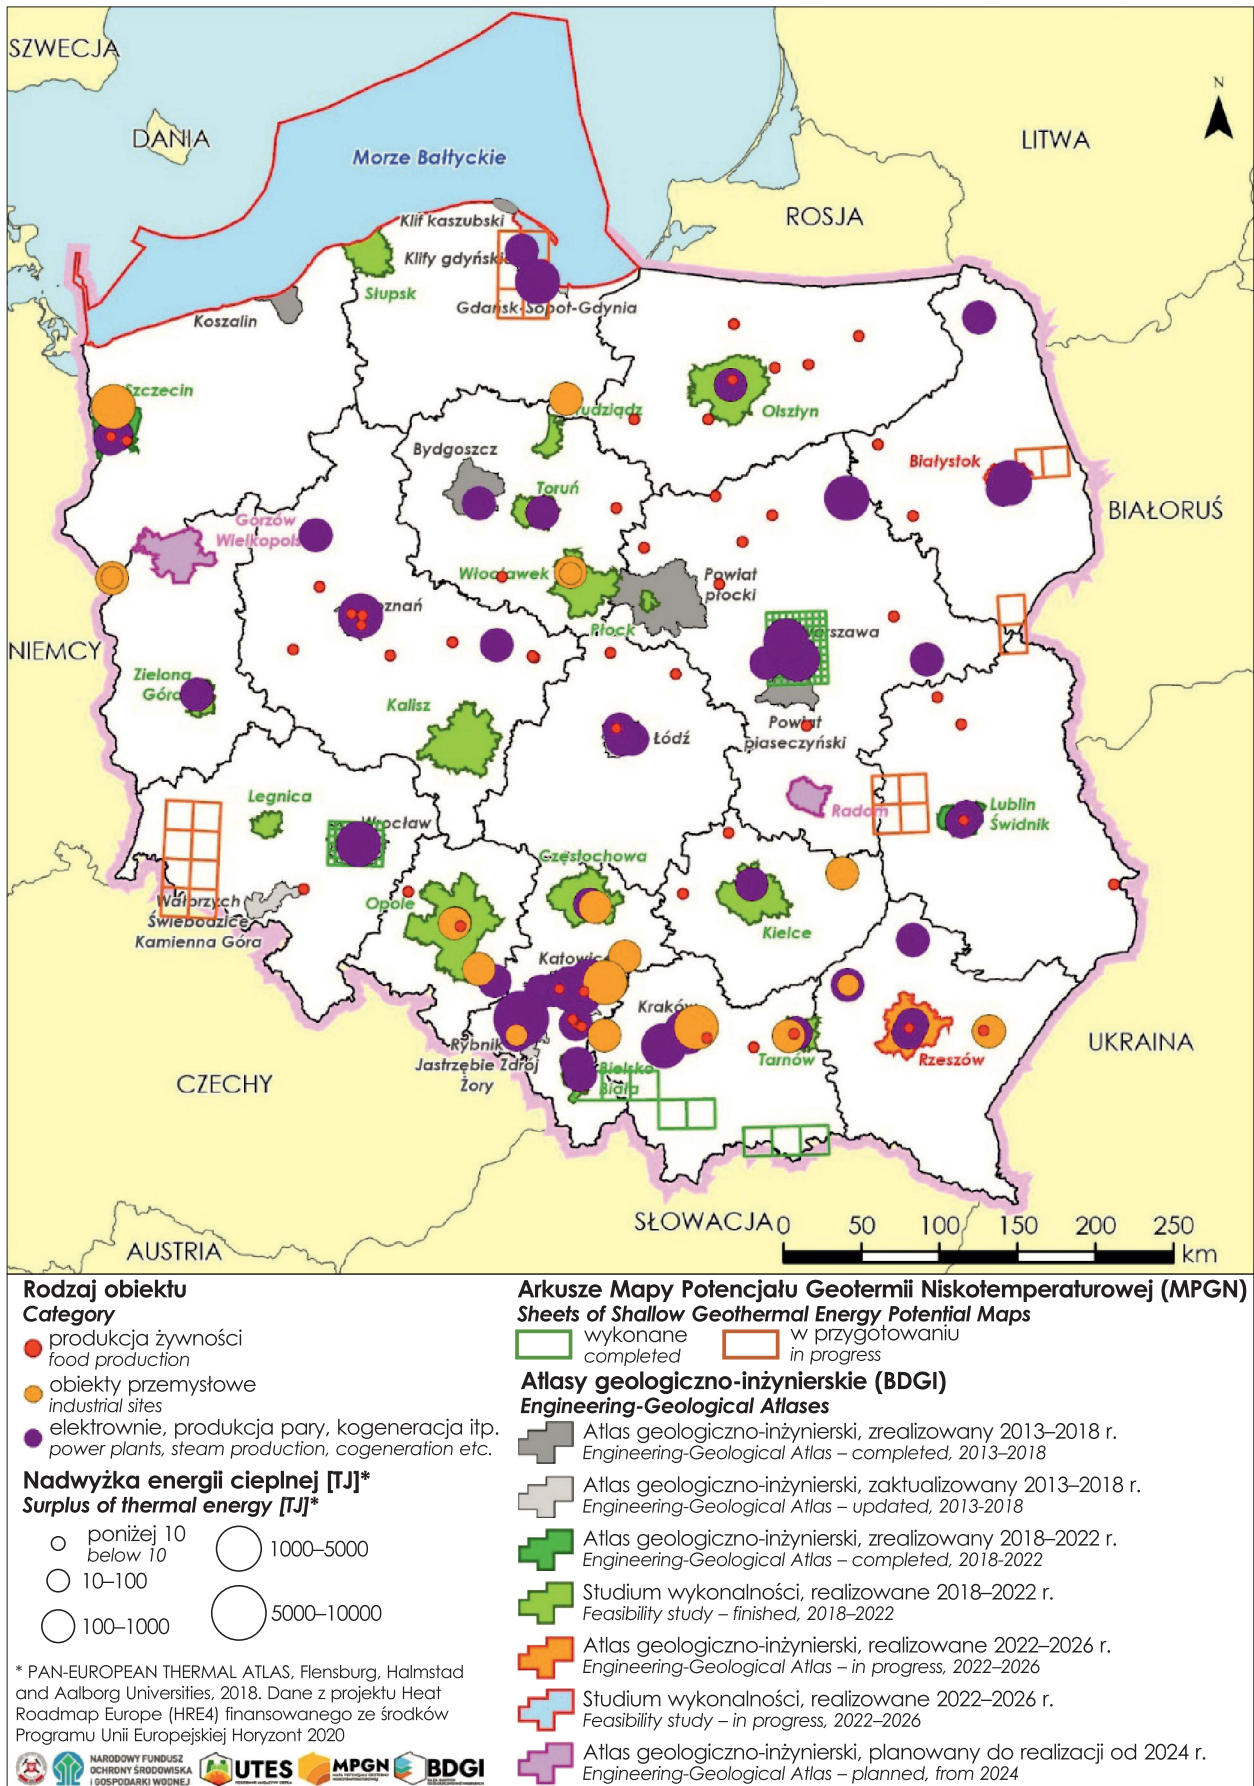 SZWECJA
DANIA
LITWA
N
Morze Bałtyckie
ROSJA
Klif kaszubski
Klify gdyńskie
Słupsk
Gdańsk-Sopot-Gdynia
Koszalin
Szczecin
Grudziądz
Olsztyn
Bydgoszcz
Białystok
Toruń
BIAŁORUŚ
Gorzów
Wielkopolski
Włocławek
Powiat
płocki
Poznań
Płock
Warszawa
NIEMCY
Zielona
Góra
Kalisz
Powiat
piaseczyński
Łódź
Legnica
Radom
Lublin
Świdnik
Wrocław
Częstochowa
Wałbrzych
Świebodzice
Kamienna Góra
Opole
Kielce
Katowice
Kraków
Rybnik
Jastrzębie Zdrój
Żory
Bielsko
Biała
Tarnów
Rzeszów
UKRAINA
CZECHY
SŁOWACJA
AUSTRIA
0 50 100 150 200 250
km
Rodzaj obiektu
Category
produkcja żywności
food production
obiekty przemysłowe
industrial sites
elektrownie, produkcja pary, kogeneracja itp.
power plants, steam production, cogeneration etc.
Nadwyżka energii cieplnej [TJ]*
Surplus of thermal energy [TJ]*
poniżej 10
below 10
10–100
100–1000
1000–5000
5000–10000
* PAN-EUROPEAN THERMAL ATLAS, Flensburg, Halmstad
and Aalborg Universities, 2018. Dane z projektu Heat
Roadmap Europe (HRE4) finansowanego ze środków
Programu Unii Europejskiej Horyzont 2020
NARODOWY FUNDUSZ
OCHRONY ŚRODOWISKA
I GOSPODARKI WODNEJ
UTES
MPGN
BDGI
Arkusze Mapy Potencjału Geotermii Niskotemperaturowej (MPGN)
Sheets of Shallow Geothermal Energy Potential Maps
wykonane
completed
w przygotowaniu
in progress
Atlasy geologiczno-inżynierskie (BDGI)
Engineering-Geological Atlases
Atlas geologiczno-inżynierski, zrealizowany 2013–2018 r.
Engineering-Geological Atlas – completed, 2013–2018
Atlas geologiczno-inżynierski, zaktualizowany 2013–2018 r.
Engineering-Geological Atlas – updated, 2013-2018
Atlas geologiczno-inżynierski, zrealizowany 2018–2022 r.
Engineering-Geological Atlas – completed, 2018-2022
Studium wykonalności, realizowane 2018–2022 r.
Feasibility study – finished, 2018–2022
Atlas geologiczno-inżynierski, realizowane 2022–2026 r.
Engineering-Geological Atlas – in progress, 2022–2026
Studium wykonalności, realizowane 2022–2026 r.
Feasibility study – in progress, 2022–2026
Atlas geologiczno-inżynierski, planowany do realizacji od 2024 r.
Engineering-Geological Atlas – planned, from 2024